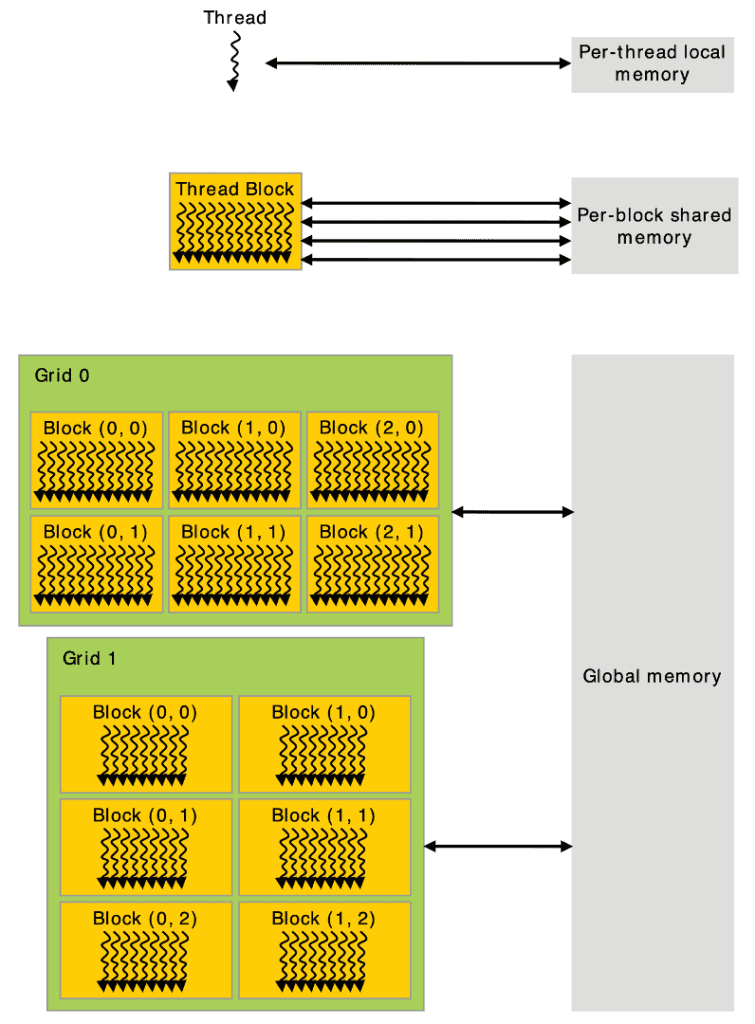 Thread
Per-thread local
memory
Thread Block
Per-block shared
memory
Grid 0
Block (0, 0)
Block (1, 0)
Block (2, 0)
Block (0, 1)
Block (1, 1)
Block (2, 1)
Grid 1
Block (0, 0)
Block (1, 0)
Block (0, 1)
Block (1, 1)
Block (0, 2)
Block (1, 2)
Global memory